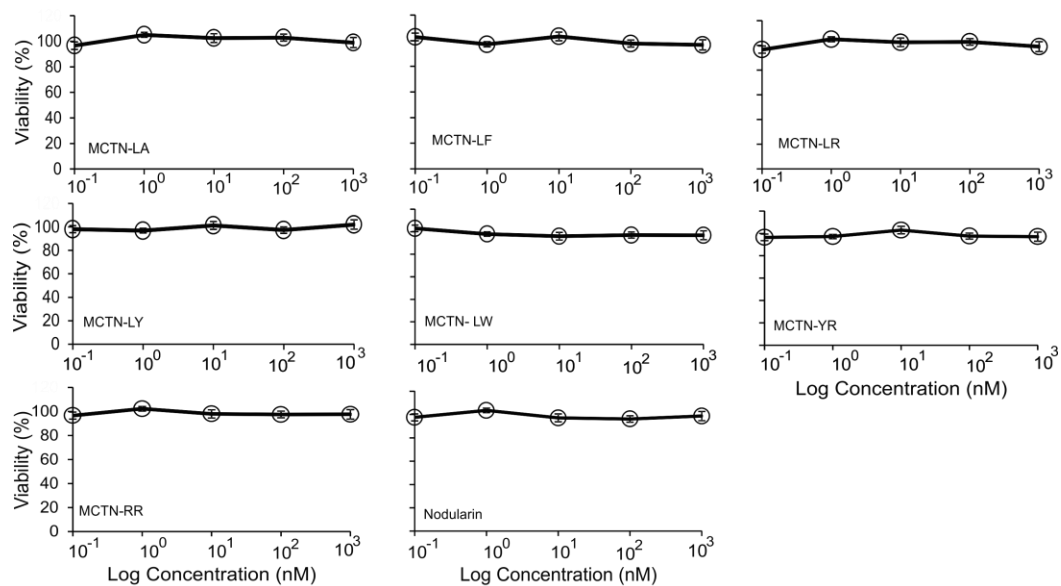 Viability (%)
100
80
60
40
20
0
MCTN-LA
10⁻¹ 10⁰ 10¹ 10² 10³
MCTN-LF
10⁻¹ 10⁰ 10¹ 10² 10³
MCTN-LR
10⁻¹ 10⁰ 10¹ 10² 10³
Viability (%)
100
80
60
40
20
0
MCTN-LY
10⁻¹ 10⁰ 10¹ 10² 10³
MCTN- LW
10⁻¹ 10⁰ 10¹ 10² 10³
MCTN-YR
10⁻¹ 10⁰ 10¹ 10² 10³
Log Concentration (nM)
Viability (%)
100
80
60
40
20
0
MCTN-RR
10⁻¹ 10⁰ 10¹ 10² 10³
Log Concentration (nM)
Nodularin
10⁻¹ 10⁰ 10¹ 10² 10³
Log Concentration (nM)